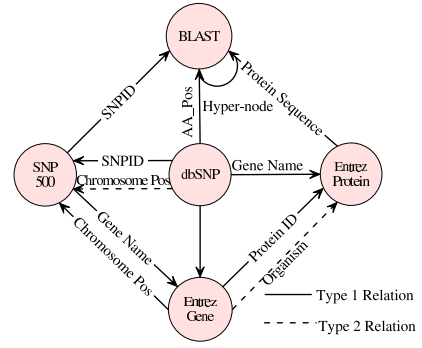 BLAST
SNPID
AA_Pos
Hyper-node
Protein Sequence
SNP
500
SNPID
Chromosome Pos
dbSNP
Gene Name
Entrez
Protein
Gene Name
Chromosome Pos
Protein ID
Organism
Entrez
Gene
Type 1 Relation
Type 2 Relation